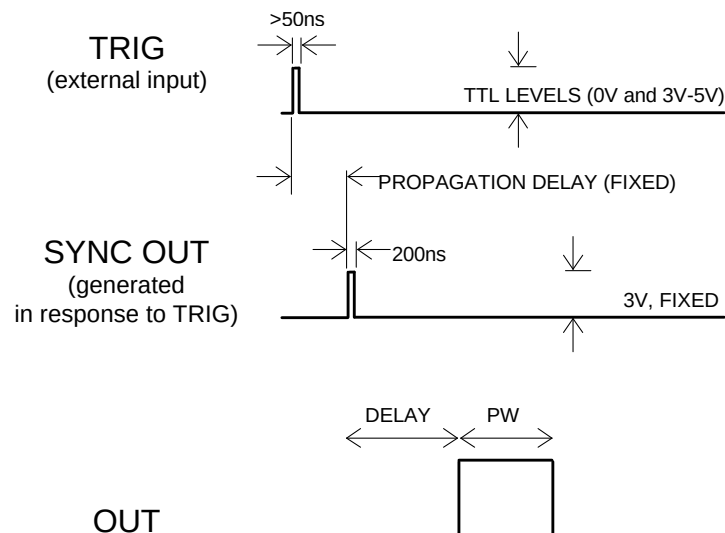 >50ns
TRIG
(external input)
TTL LEVELS (0V and 3V-5V)
PROPAGATION DELAY (FIXED)
SYNC OUT
(generated
in response to TRIG)
200ns
3V, FIXED
DELAY
PW
OUT